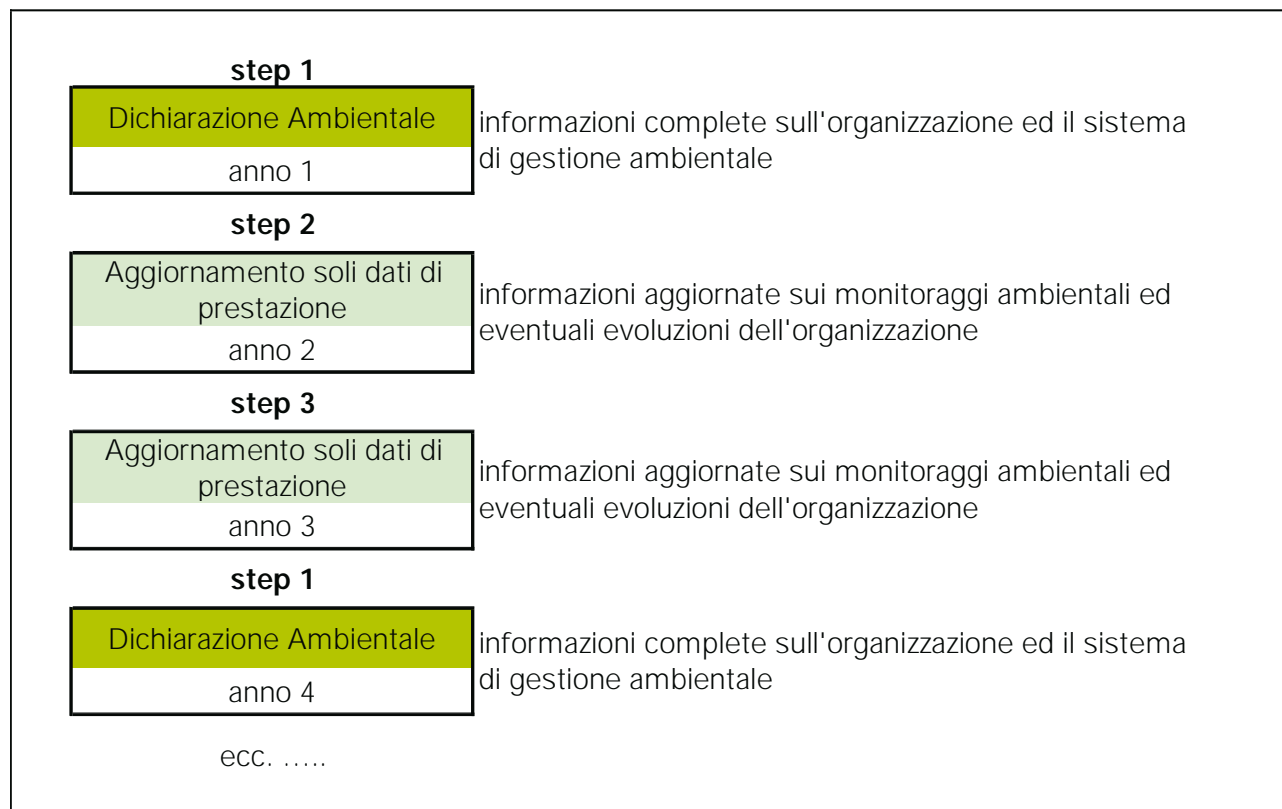 step 1
Dichiarazione Ambientale
anno 1
informazioni complete sull'organizzazione ed il sistema
di gestione ambientale
step 2
Aggiornamento soli dati di
prestazione
anno 2
informazioni aggiornate sui monitoraggi ambientali ed
eventuali evoluzioni dell'organizzazione
step 3
Aggiornamento soli dati di
prestazione
anno 3
informazioni aggiornate sui monitoraggi ambientali ed
eventuali evoluzioni dell'organizzazione
step 1
Dichiarazione Ambientale
anno 4
informazioni complete sull'organizzazione ed il sistema
di gestione ambientale
ecc. …..